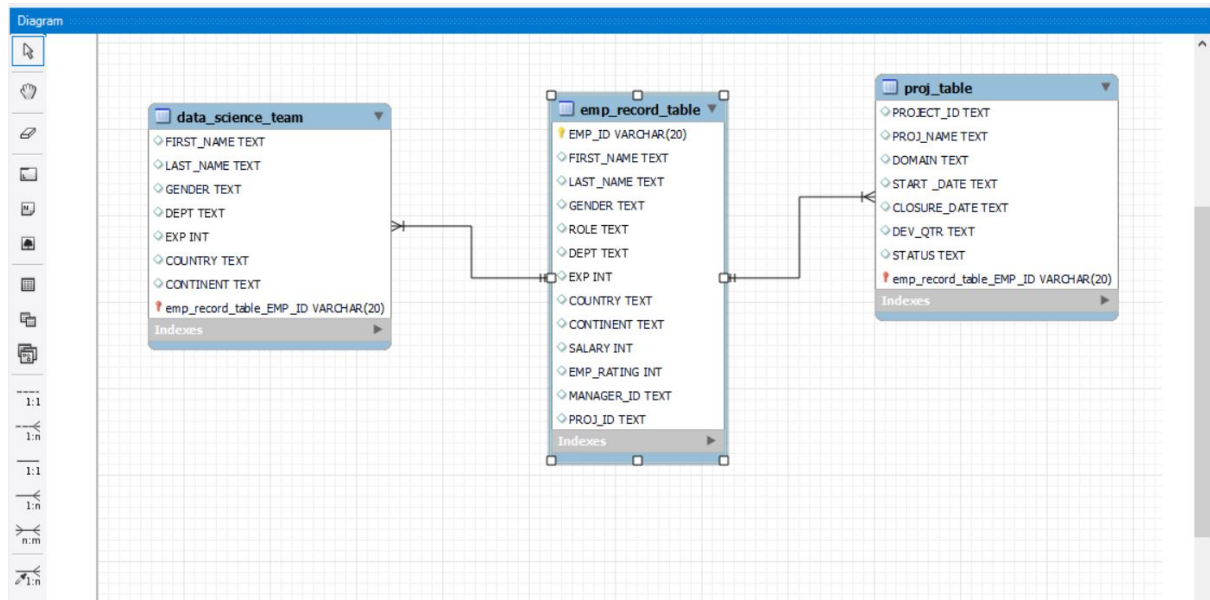 Diagram
data_science_team
FIRST_NAME TEXT
LAST_NAME TEXT
GENDER TEXT
DEPT TEXT
EXP INT
COUNTRY TEXT
CONTINENT TEXT
emp_record_table_EMP_ID VARCHAR(20)
Indexes
emp_record_table
EMP_ID VARCHAR(20)
FIRST_NAME TEXT
LAST_NAME TEXT
GENDER TEXT
ROLE TEXT
DEPT TEXT
EXP INT
COUNTRY TEXT
CONTINENT TEXT
SALARY INT
EMP_RATING INT
MANAGER_ID TEXT
PROJ_ID TEXT
Indexes
proj_table
PROJECT_ID TEXT
PROJ_NAME TEXT
DOMAIN TEXT
START _DATE TEXT
CLOSURE_DATE TEXT
DEV_QTR TEXT
STATUS TEXT
emp_record_table_EMP_ID VARCHAR(20)
Indexes
1:1
1:n
1:1
1:n
n:m
1:n